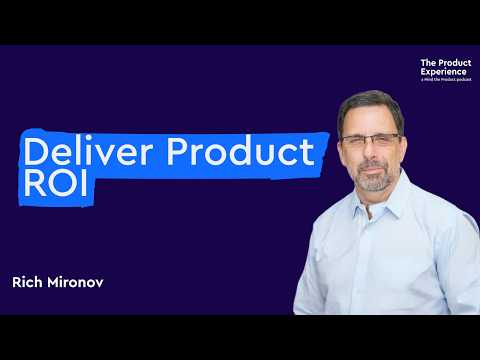 The Product
Experience
a Mind the Product podcast
Deliver Product
ROI
Rich Mironov